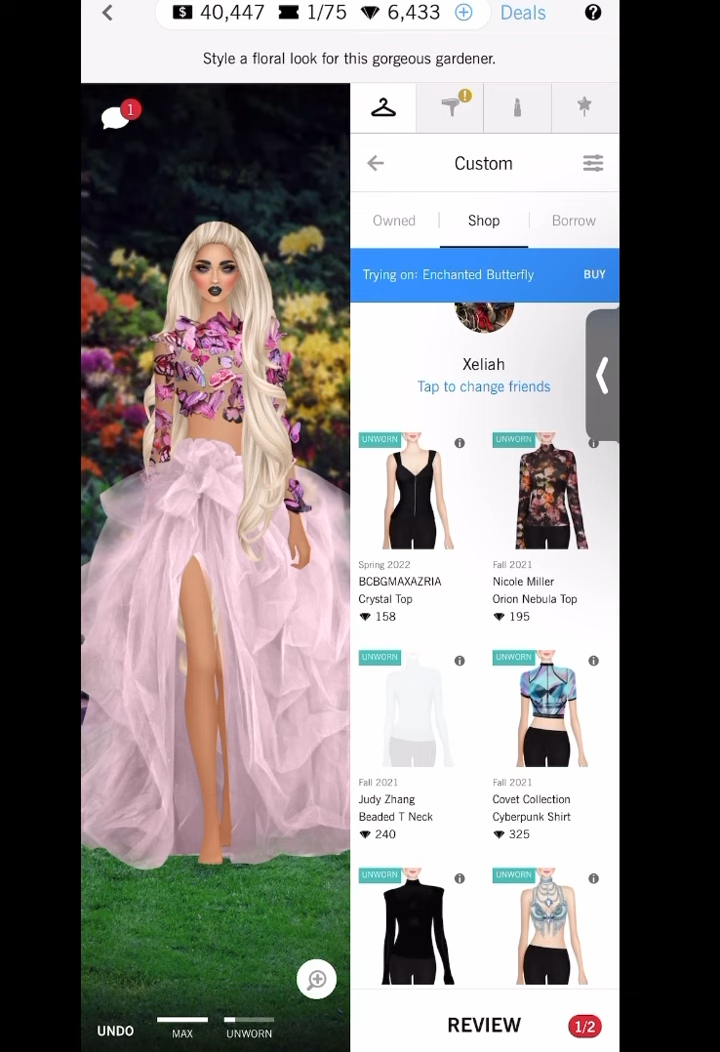 $ 40,447 1/75 6,433 Deals ?
Style a floral look for this gorgeous gardener.
1
!
Custom
Owned Shop Borrow
Trying on: Enchanted Butterfly BUY
Xeliah
Tap to change friends
UNWORN i
Spring 2022
BCBGMAXAZRIA
Crystal Top
158
UNWORN i
Fall 2021
Nicole Miller
Orion Nebula Top
195
UNWORN i
Fall 2021
Judy Zhang
Beaded T Neck
240
UNWORN i
Fall 2021
Covet Collection
Cyberpunk Shirt
325
UNWORN i
UNWORN i
UNDO MAX UNWORN
REVIEW 1/2